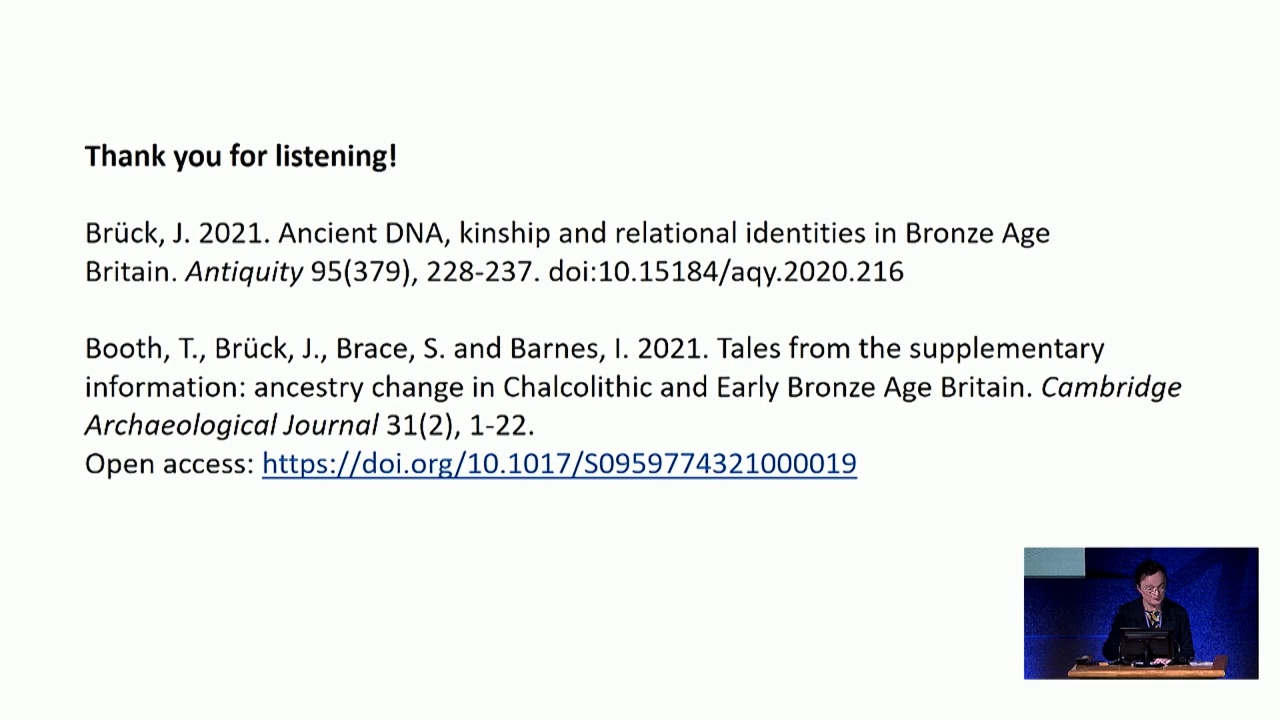 Thank you for listening!
Brück, J. 2021. Ancient DNA, kinship and relational identities in Bronze Age
Britain. Antiquity 95(379), 228-237. doi:10.15184/aqy.2020.216
Booth, T., Brück, J., Brace, S. and Barnes, I. 2021. Tales from the supplementary
information: ancestry change in Chalcolithic and Early Bronze Age Britain. Cambridge
Archaeological Journal 31(2), 1-22.
Open access: https://doi.org/10.1017/S0959774321000019